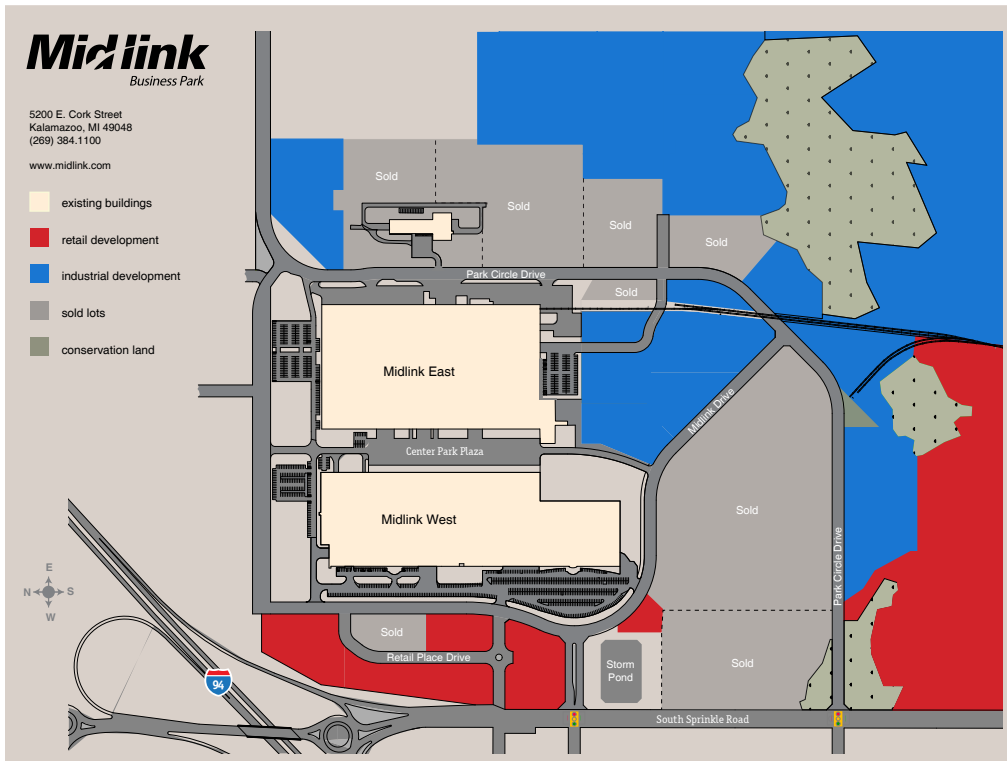 Midlink
Business Park
5200 E. Cork Street
Kalamazoo, MI 49048
(269) 384.1100
www.midlink.com
existing buildings
retail development
industrial development
sold lots
conservation land
Sold
Sold
Sold
Sold
Park Circle Drive
Sold
Midlink East
Midlink Drive
Center Park Plaza
Sold
Midlink West
Park Circle Drive
E
N
S
W
Sold
Retail Place Drive
Storm
Pond
Sold
94
South Sprinkle Road